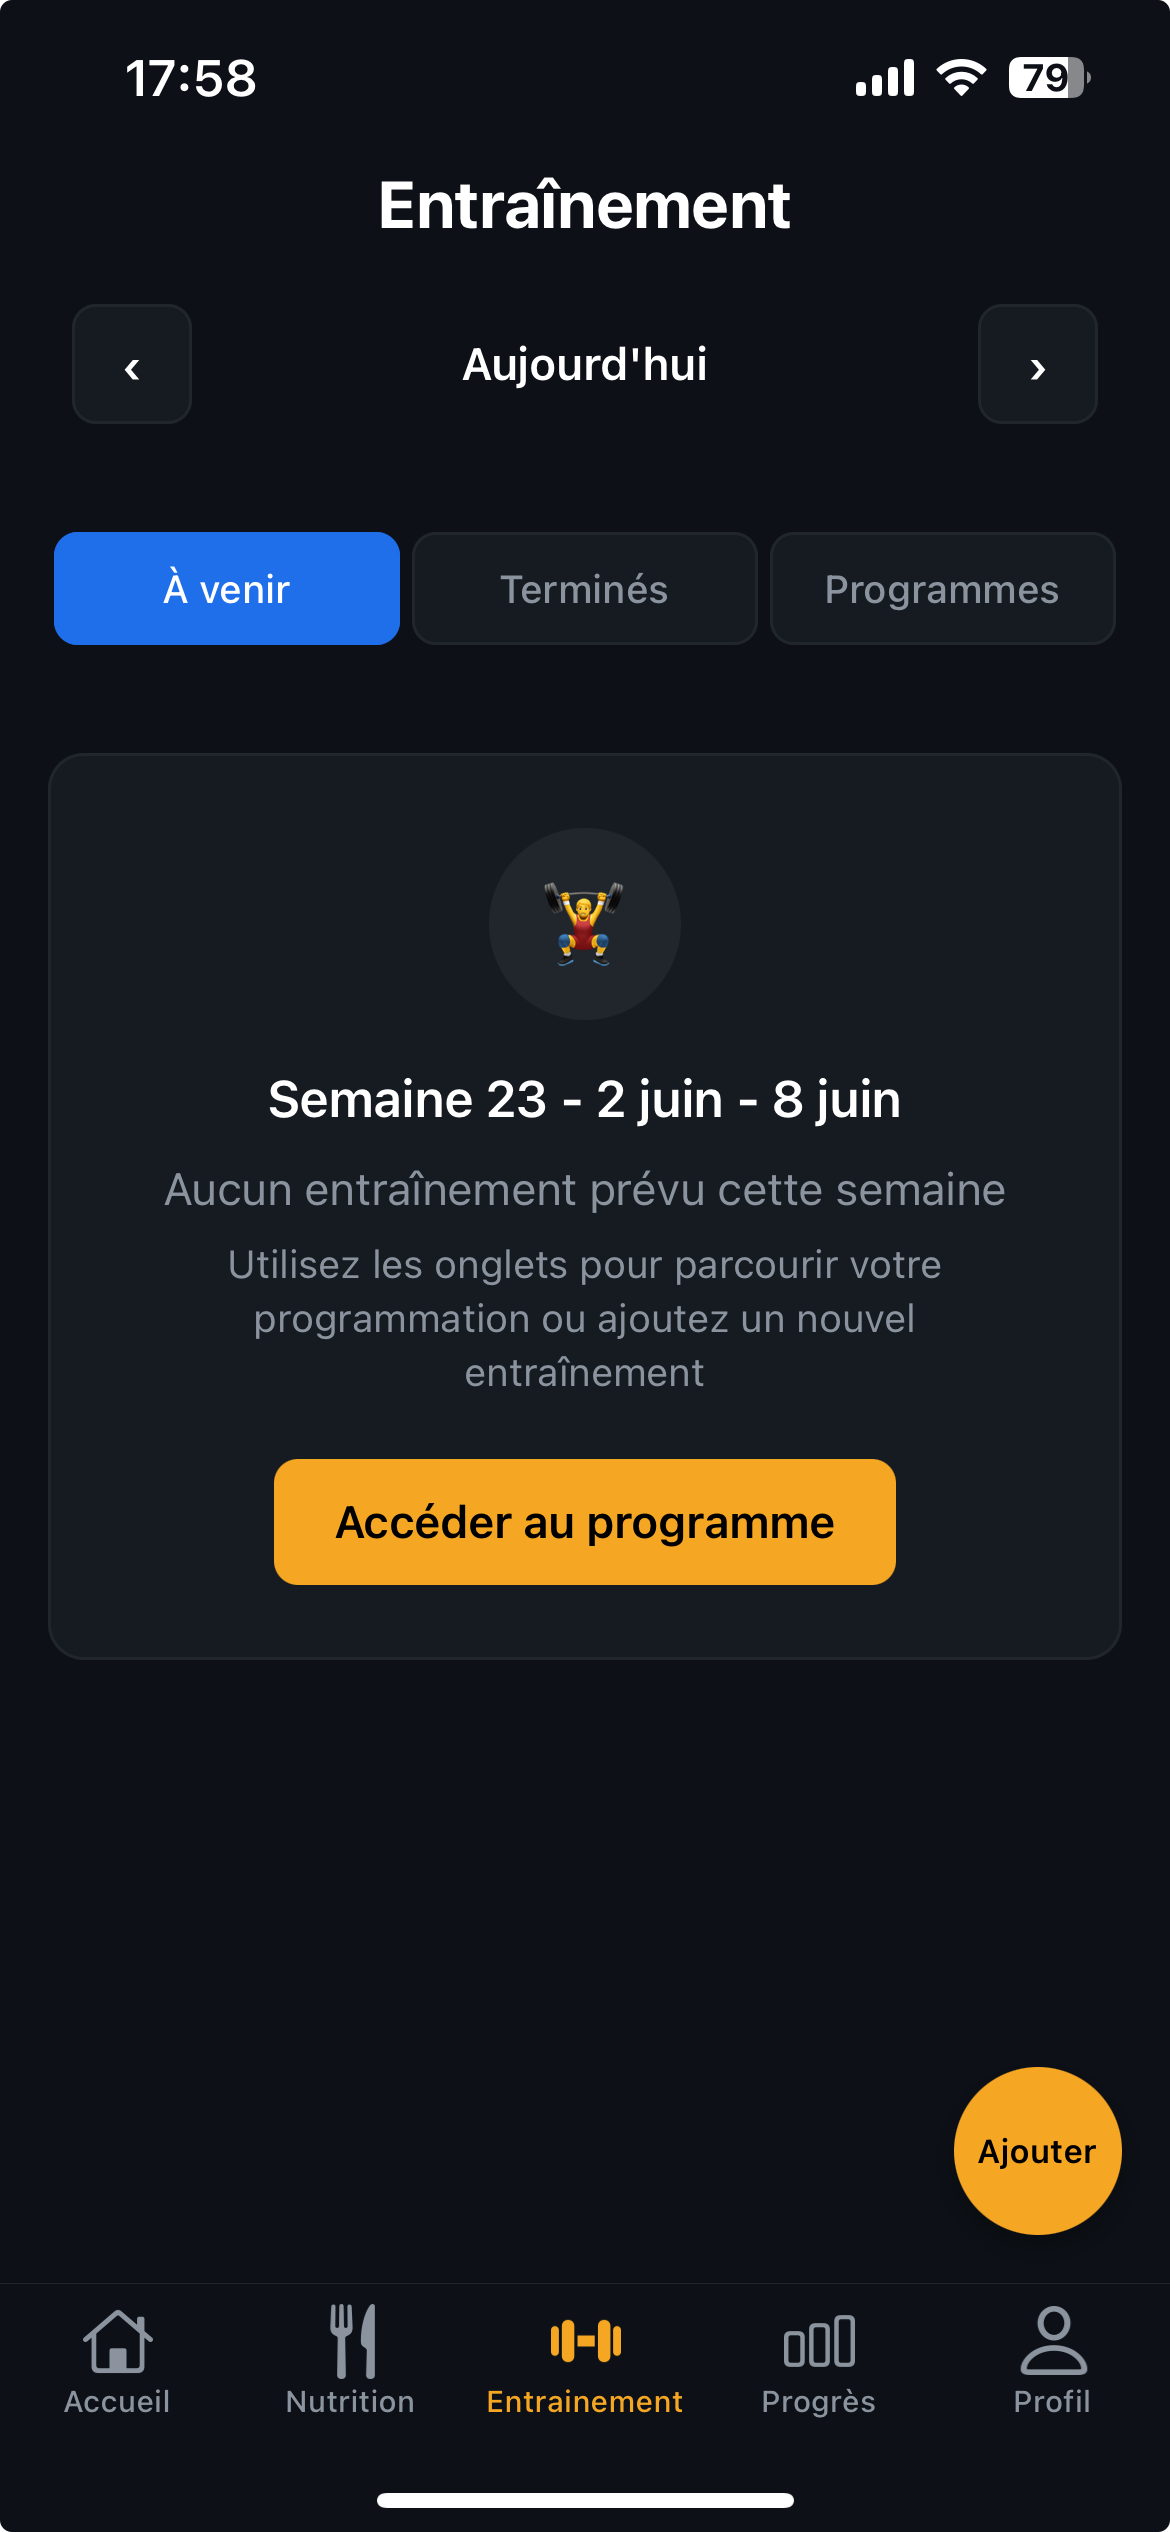 17:58
79
Entraînement
‹
Aujourd'hui
›
À venir
Terminés
Programmes
Semaine 23 - 2 juin - 8 juin
Aucun entraînement prévu cette semaine
Utilisez les onglets pour parcourir votre
programmation ou ajoutez un nouvel
entraînement
Accéder au programme
Ajouter
Accueil
Nutrition
Entrainement
Progrès
Profil